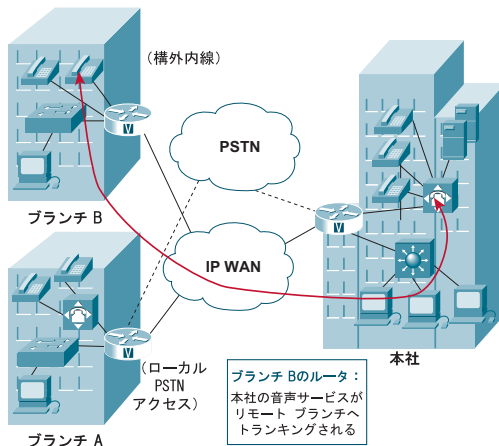 (構外内線)
V
PSTN
ブランチ B
V
IP WAN
V
(ローカル
PSTN
アクセス)
本社
ブランチ Bのルータ：
本社の音声サービスが
リモート ブランチへ
トランキングされる
ブランチ A